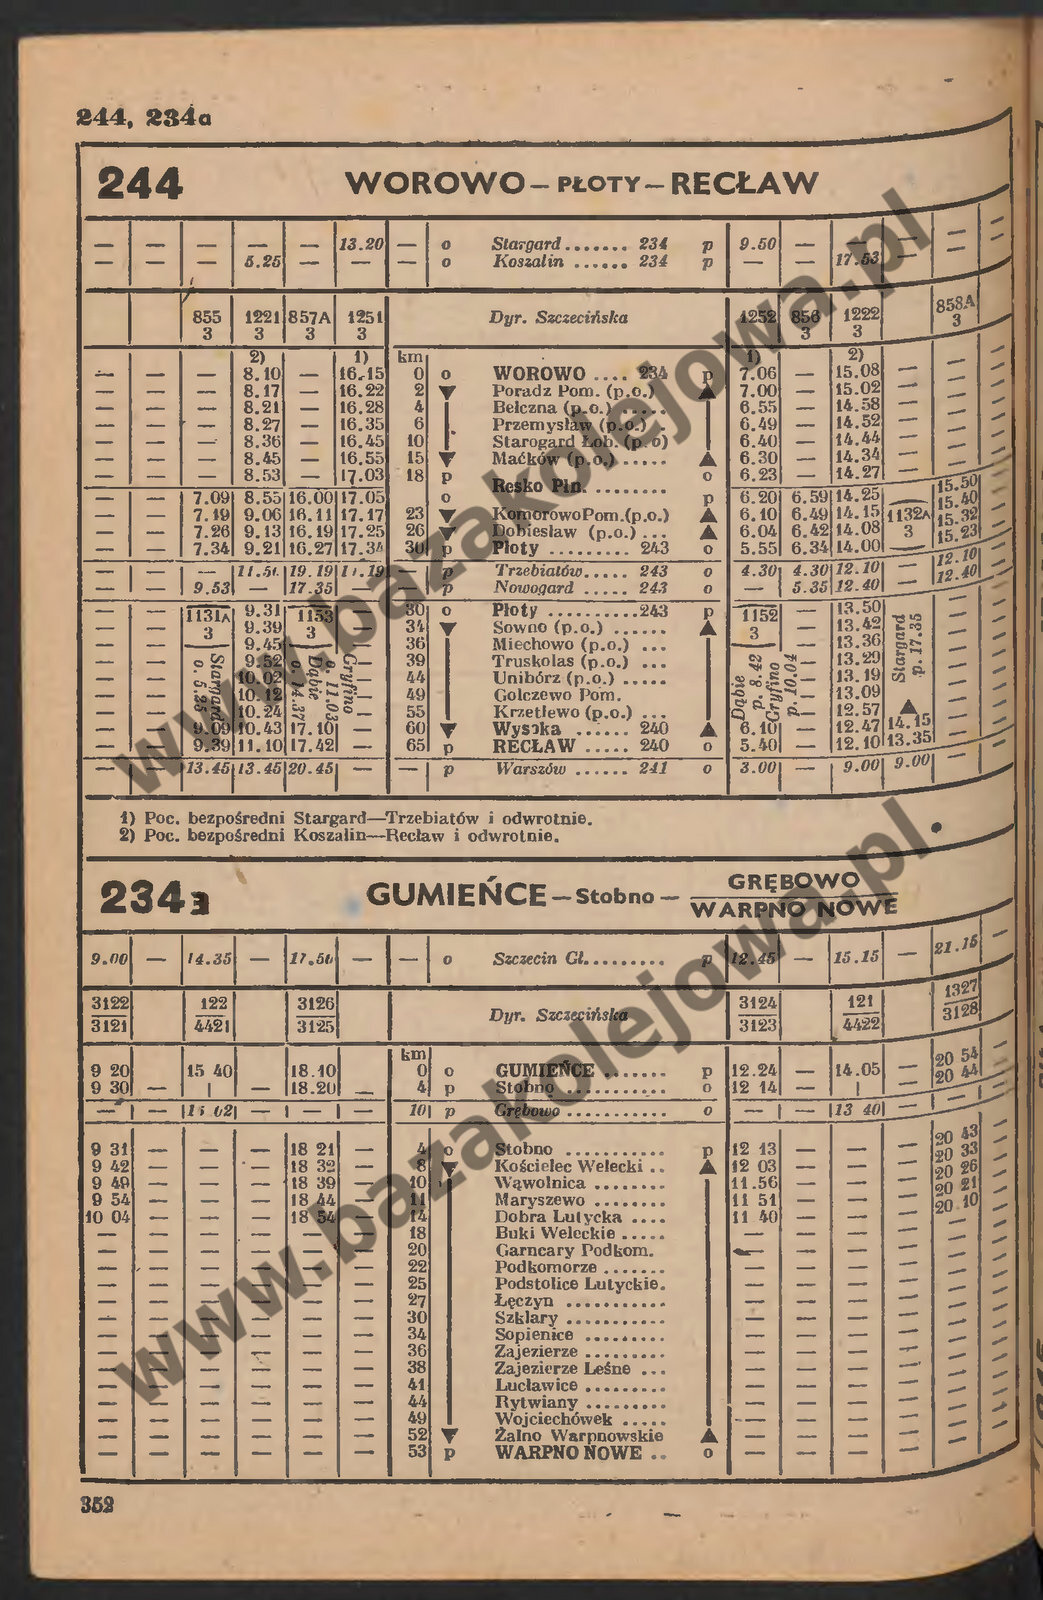 244, 234a
244 WOROWO — PŁOTY — RECŁAW
— — — — — 13.20 — o Stargard....... 234 p 9.50 — — — — —
— — — 5.25 — — — o Koszalin ...... 234 p — — 17.53 — — —
855 1221 857A 1251 Dyr. Szczecińska 1252 856 1222 858A
3 3 3 3 3 3 3
2) 1) km 1) 2)
— — — 8.10 — 16.15 0 o WOROWO .... 234 p 7.06 — 15.08 — — —
— — — 8.17 — 16.22 2 ▼ Poradz Pom. (p.o.) ▲ 7.00 — 15.02 — — —
— — — 8.21 — 16.28 4 Bełczna (p.o.) ..... 6.55 — 14.58 — — —
— — — 8.27 — 16.35 6 Przemysław (p.o.) . 6.49 — 14.52 — — —
— — — 8.36 — 16.45 10 Starogard Łob. (p.o) 6.40 — 14.44 — — —
— — — 8.45 — 16.55 15 ▼ Maćków (p.o.) ..... ▲ 6.30 — 14.34 — — —
— — — 8.53 — 17.03 18 p Resko Płn. ......... o 6.23 — 14.27 — — —
— — 7.09 8.55 16.00 17.05 o p 6.20 6.59 14.25 15.50 —
— — 7.19 9.06 16.11 17.17 23 ▼ KomorowoPom.(p.o.) ▲ 6.10 6.49 14.15 1132A 15.40 —
— — 7.26 9.13 16.19 17.25 26 ▼ Dobiesław (p.o.) ... ▲ 6.04 6.42 14.08 3 15.32 —
— — 7.34 9.21 16.27 17.34 30 p Płoty .......... 243 o 5.55 6.34 14.00 15.23 —
— — — 19.19 — p Trzebiatów..... 243 o 4.30 4.30 12.10 — 12.10 —
— — 9.53 — 17.35 p Nowogard ..... 243 o — 5.35 12.40 — 12.40 —
— — 1131A 9.31 1153 — 30 o Płoty ...........243 p 1152 — 13.50 — —
— — 3 9.39 3 — 34 ▼ Sowno (p.o.) ...... ▲ 3 — 13.42 — —
— — 9.45 — 36 Miechowo (p.o.) ... — 13.36 — —
— — Stargard o. 5.25 9.52 Dąbie o. 14.37 Gryfino o. 11.03 — 39 Truskolas (p.o.) ... Dąbie p. 8.42 Gryfino p. 10.04 13.29 Stargard p. 17.35 — —
— — 10.02 — 44 Unibórz (p.o.) ..... 13.19 — —
— — 10.12 — 49 Golczewo Pom. 13.09 — —
— — 10.24 — 55 Krzetlewo (p.o.) ... — 12.57 ▲ — —
— — 9.09 10.43 17.10 — 60 ▼ Wysoka ...... 240 ▲ 6.10 — 12.47 14.15 — —
— — 9.39 11.10 17.42 — 65 p RECŁAW ..... 240 o 5.40 — 12.10 13.35 — —
— — 13.45 13.45 20.45 — — p Warszów ...... 241 o 3.00 — 9.00 9.00 — —
1) Poc. bezpośredni Stargard—Trzebiatów i odwrotnie.
2) Poc. bezpośredni Koszalin—Recław i odwrotnie.
234a GUMIEŃCE — Stobno — GRĘBOWO
WARPNO NOWE
9.00 — 14.35 — — — o Szczecin Gł.......... p 12.45 — 15.15 — 21.15 —
3122 122 3126 Dyr. Szczecińska 3124 121 1327
3121 4421 3125 3123 4422 3128
km
9 20 15 40 18.10 0 o GUMIEŃCE ....... p 12.24 — 14.05 — 20 54 —
9 30 — | — 18.20 — 4 p Stobno ............ o 12 14 — | — 20 44 —
— — — — — 10 p Grębowo ........... o — — 13 40 — — —
9 31 — — — 18 21 — 4 o Stobno ............ p 12 13 — — — 20 43 —
9 42 — — — 18 32 — 8 ▼ Kościelec Welecki .. ▲ 12 03 — — — 20 33 —
9 49 — — — 18 39 — 10 Wąwolnica ......... 11.56 — — — 20 26 —
9 54 — — — 18 44 — 11 Maryszewo ......... 11 51 — — — 20 21 —
10 04 — — — 18 54 — 14 Dobra Lutycka .... 11 40 — — — 20 10 —
— — — — — — 18 Buki Weleckie ..... — — — — — —
— — — — — — 20 Garncary Podkom. — — — — — —
— — — — — — 22 Podkomorze ....... — — — — — —
— — — — — — 25 Podstolice Lutyckie. — — — — — —
— — — — — — 27 Łęczyn ........... — — — — — —
— — — — — — 30 Szklary ............ — — — — — —
— — — — — — 34 Sopienice ......... — — — — — —
— — — — — — 36 Zajezierze ......... — — — — — —
— — — — — — 38 Zajezierze Leśne ... — — — — — —
— — — — — — 41 Lucławice ......... — — — — — —
— — — — — — 44 Rytwiany .......... — — — — — —
— — — — — — 49 Wojciechówek ..... — — — — — —
— — — — — — 52 ▼ Żalno Warpnowskie ▲ — — — — — —
— — — — — — 53 p WARPNO NOWE .. o — — — — — —
352
www.bazakolejowa.pl
www.bazakolejowa.pl